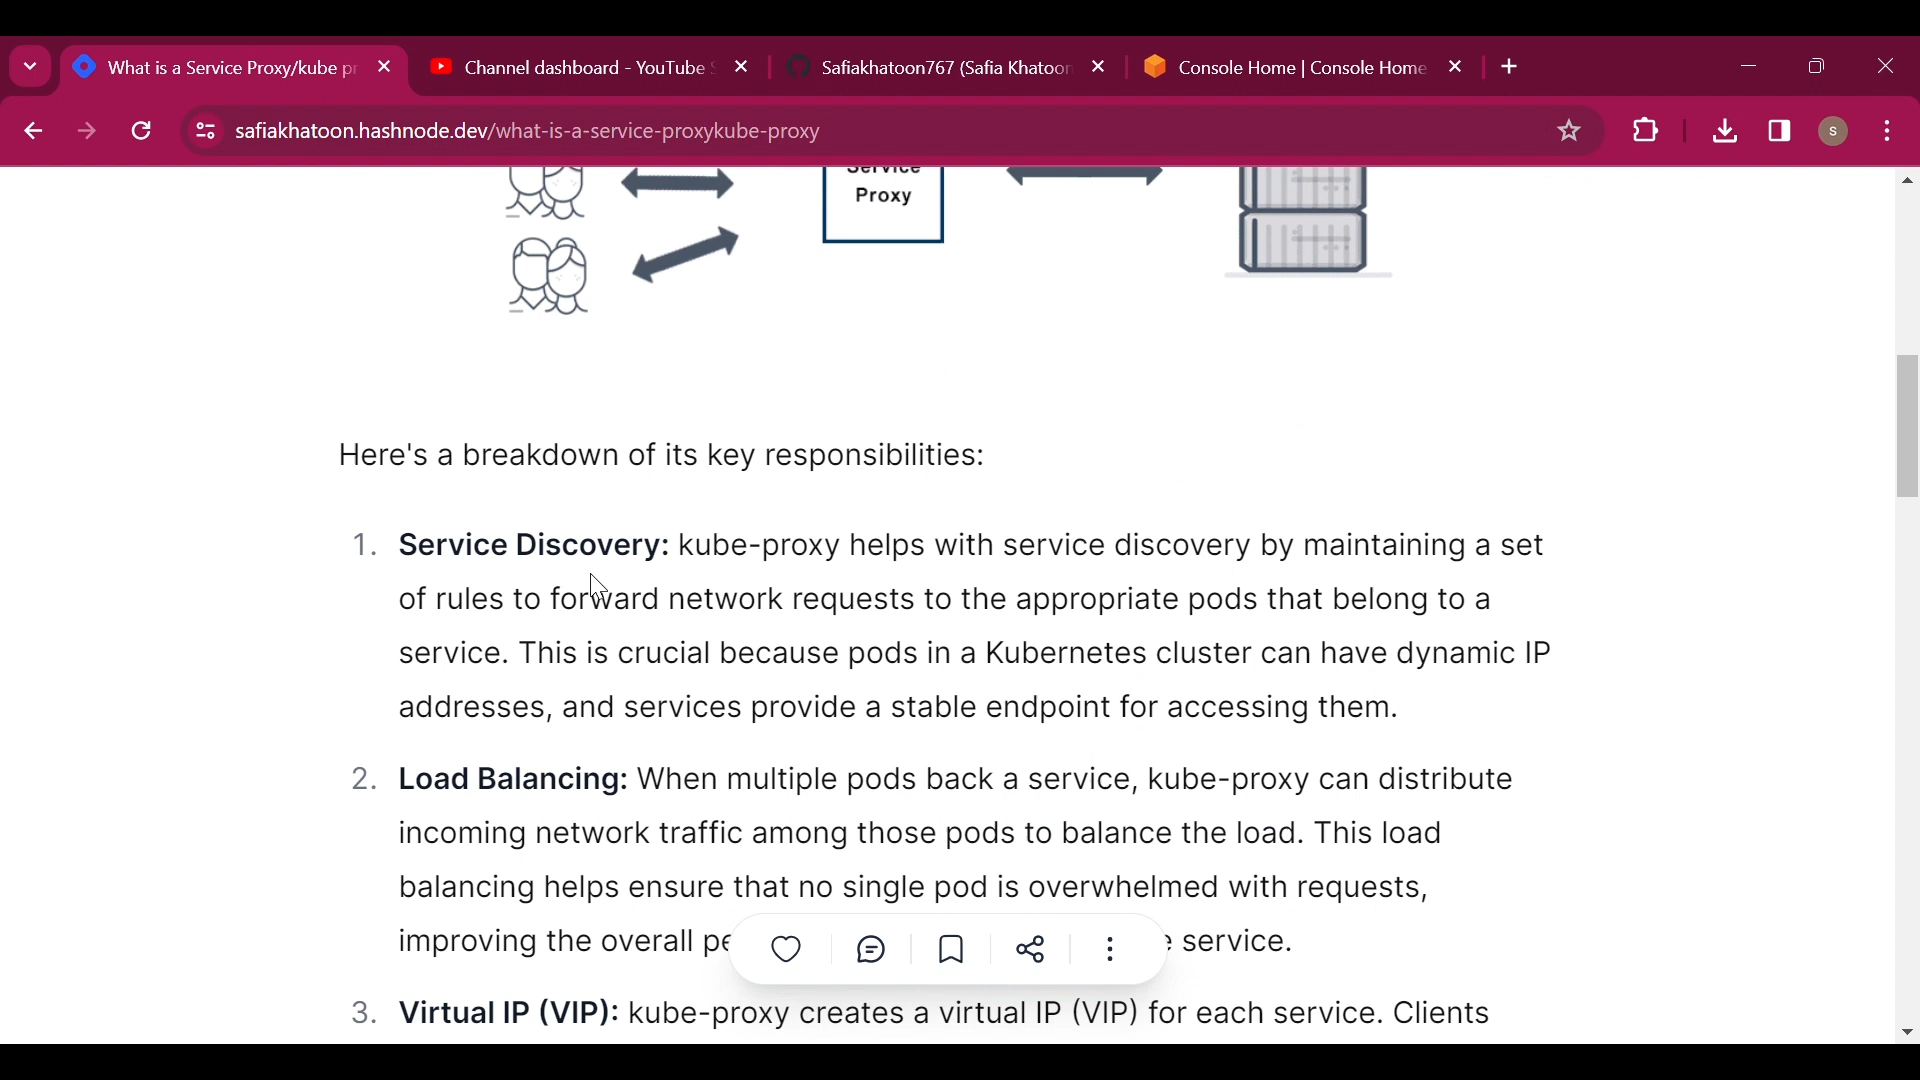 What is a Service Proxy/kube pr
Channel dashboard - YouTube S
Safiakhatoon767 (Safia Khatoon
Console Home | Console Home
safiakhatoon.hashnode.dev/what-is-a-service-proxykube-proxy
s
Service
Proxy
Here's a breakdown of its key responsibilities:
1. Service Discovery: kube-proxy helps with service discovery by maintaining a set
of rules to forward network requests to the appropriate pods that belong to a
service. This is crucial because pods in a Kubernetes cluster can have dynamic IP
addresses, and services provide a stable endpoint for accessing them.
2. Load Balancing: When multiple pods back a service, kube-proxy can distribute
incoming network traffic among those pods to balance the load. This load
balancing helps ensure that no single pod is overwhelmed with requests,
improving the overall pe service.
3. Virtual IP (VIP): kube-proxy creates a virtual IP (VIP) for each service. Clients